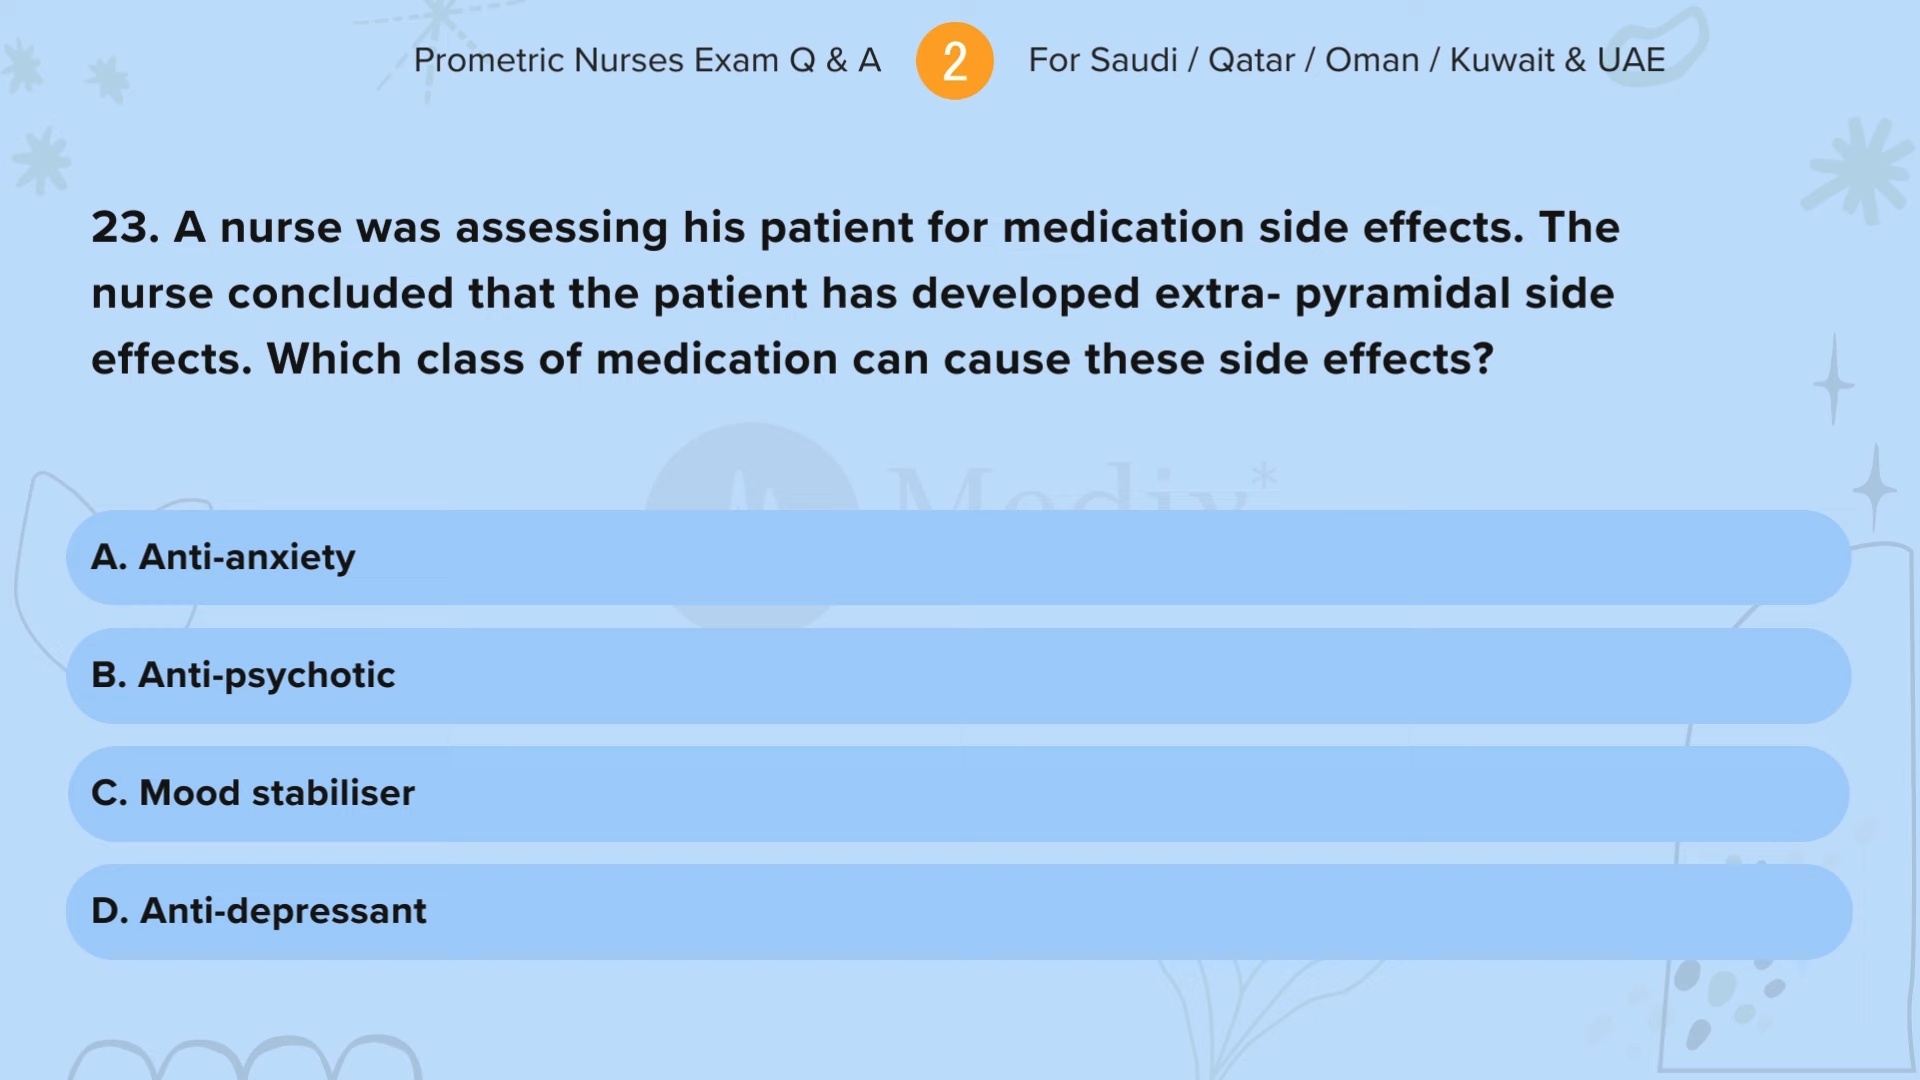 Prometric Nurses Exam Q & A 2 For Saudi / Qatar / Oman / Kuwait & UAE
23. A nurse was assessing his patient for medication side effects. The
nurse concluded that the patient has developed extra- pyramidal side
effects. Which class of medication can cause these side effects?
Medix*
A. Anti-anxiety
B. Anti-psychotic
C. Mood stabiliser
D. Anti-depressant